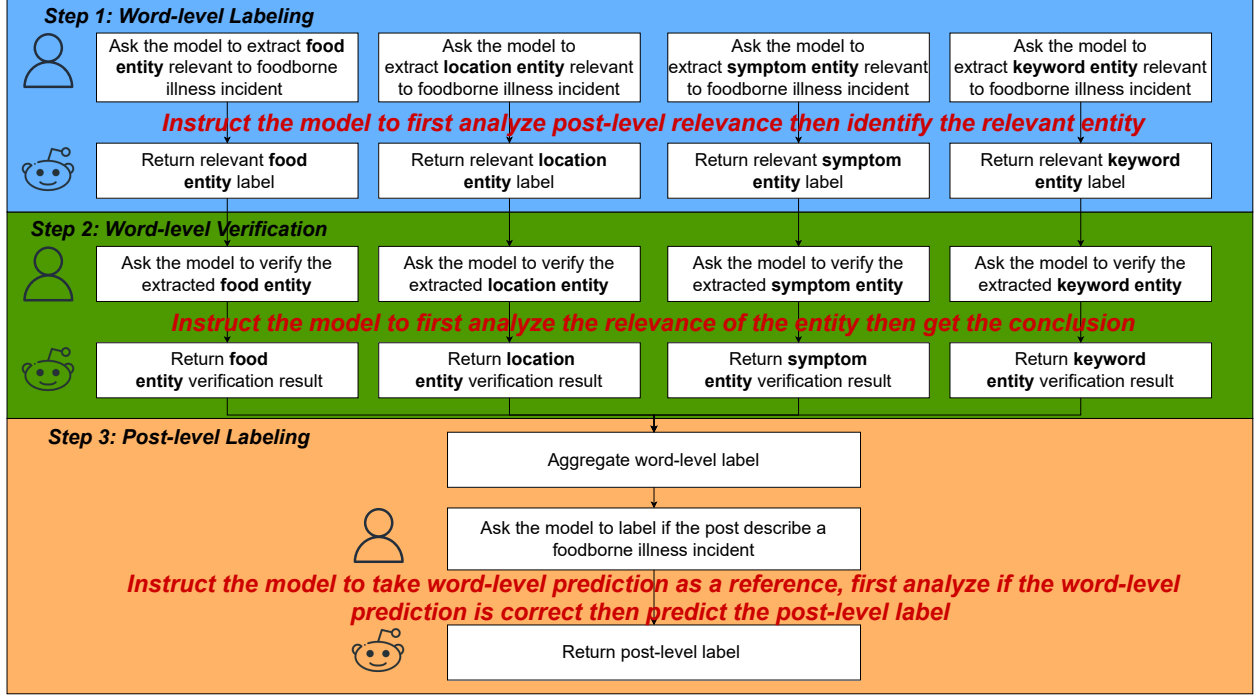 Step 1: Word-level Labeling
Ask the model to extract food
entity relevant to foodborne
illness incident
Ask the model to
extract location entity relevant
to foodborne illness incident
Ask the model to
extract symptom entity relevant
to foodborne illness incident
Ask the model to
extract keyword entity relevant
to foodborne illness incident
Instruct the model to first analyze post-level relevance then identify the relevant entity
Return relevant food
entity label
Return relevant location
entity label
Return relevant symptom
entity label
Return relevant keyword
entity label
Step 2: Word-level Verification
Ask the model to verify the
extracted food entity
Ask the model to verify the
extracted location entity
Ask the model to verify the
extracted symptom entity
Ask the model to verify the
extracted keyword entity
Instruct the model to first analyze the relevance of the entity then get the conclusion
Return food
entity verification result
Return location
entity verification result
Return symptom
entity verification result
Return keyword
entity verification result
Step 3: Post-level Labeling
Aggregate word-level label
Ask the model to label if the post describe a
foodborne illness incident
Instruct the model to take word-level prediction as a reference, first analyze if the word-level
prediction is correct then predict the post-level label
Return post-level label